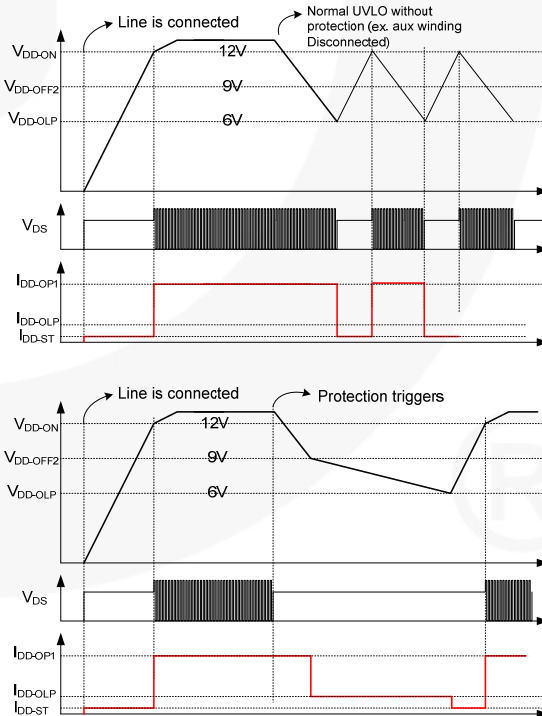 Line is connected
Normal UVLO without
protection (ex. aux winding
Disconnected)
VDD-ON
12V
VDD-OFF2
9V
VDD-OLP
6V
VDS
IDD-OP1
IDD-OLP
IDD-ST
Line is connected
Protection triggers
VDD-ON
12V
VDD-OFF2
9V
VDD-OLP
6V
VDS
IDD-OP1
IDD-OLP
IDD-ST
®